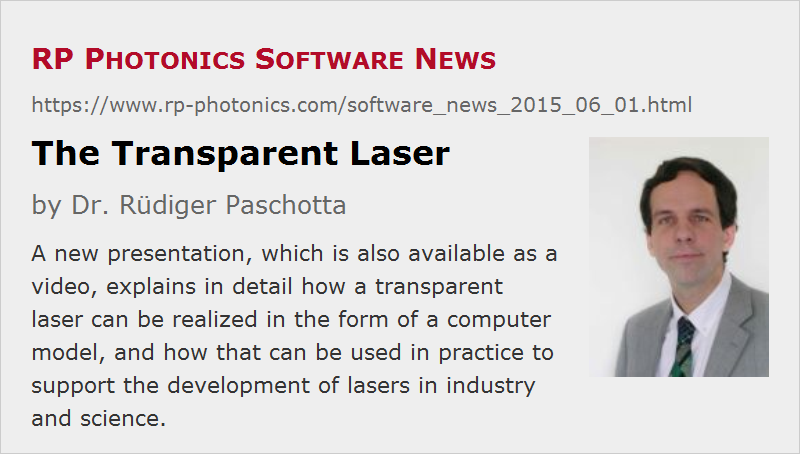 RP PHOTONICS SOFTWARE NEWS
https://www.rp-photonics.com/software_news_2015_06_01.html
The Transparent Laser
by Dr. Rüdiger Paschotta
A new presentation, which is also available as a
video, explains in detail how a transparent
laser can be realized in the form of a computer
model, and how that can be used in practice to
support the development of lasers in industry
and science.